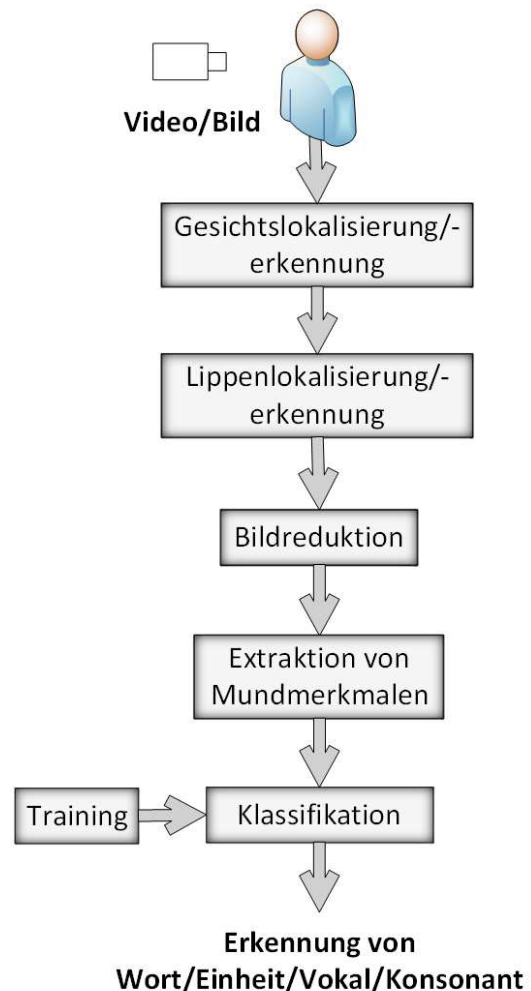 Video/Bild
Gesichtslokalisierung/-
erkennung
Lippenlokalisierung/-
erkennung
Bildreduktion
Extraktion von
Mundmerkmalen
Training
Klassifikation
Erkennung von
Wort/Einheit/Vokal/Konsonant